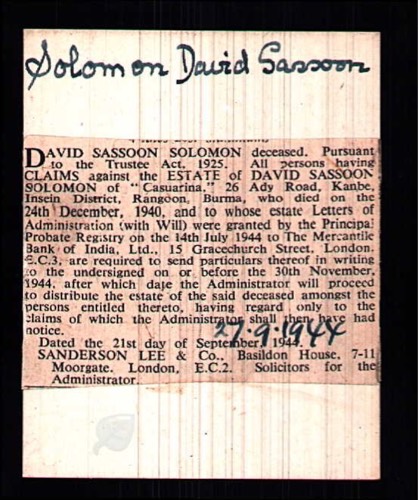 Solomon David Sassoon
DAVID SASSOON SOLOMON deceased. Pursuant
to the Trustee Act, 1925. All persons having
CLAIMS against the ESTATE of DAVID SASSOON
SOLOMON of "Casuarina," 26 Ady Road, Kanbe,
Insein District, Rangoon, Burma, who died on the
24th December, 1940, and to whose estate Letters of
Administration (with Will) were granted by the Principal
Probate Registry on the 14th July 1944 to The Mercantile
Bank of India, Ltd., 15 Gracechurch Street, London.
E.C.3, are required to send particulars thereof in writing
to the undersigned on or before the 30th November,
1944, after which date the Administrator will proceed
to distribute the estate of the said deceased amongst the
persons entitled thereto, having regard only to the
claims of which the Administrator shall then have had
notice.
27.9.1944
Dated the 21st day of September, 1944.
SANDERSON LEE & Co., Basildon House, 7-11
Moorgate, London, E.C.2. Solicitors for the
Administrator.